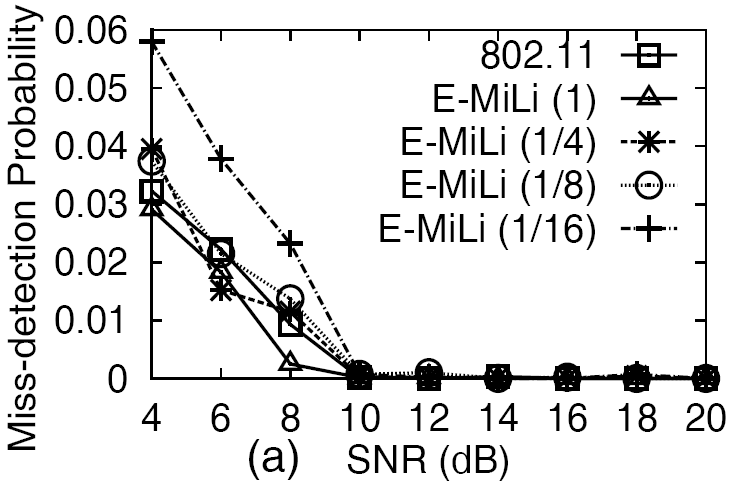 Miss-detection Probability
0.06
0.05
0.04
0.03
0.02
0.01
0
802.11
E-MiLi (1)
E-MiLi (1/4)
E-MiLi (1/8)
E-MiLi (1/16)
4 6 8 10 12 14 16 18 20
(a) SNR (dB)